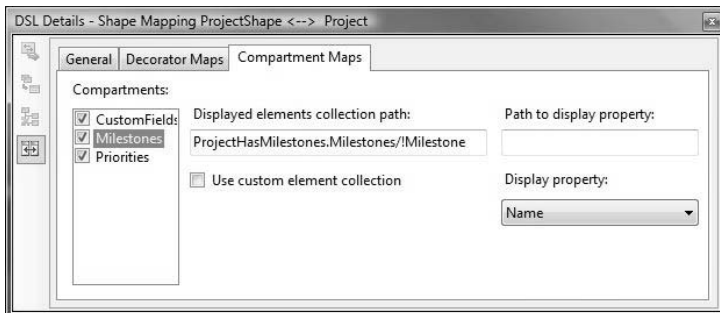 DSL Details - Shape Mapping ProjectShape <--> Project
General Decorator Maps Compartment Maps
Compartments:
CustomFields
Milestones
Priorities
Displayed elements collection path:
ProjectHasMilestones.Milestones/!Milestone
Use custom element collection
Path to display property:
Display property:
Name